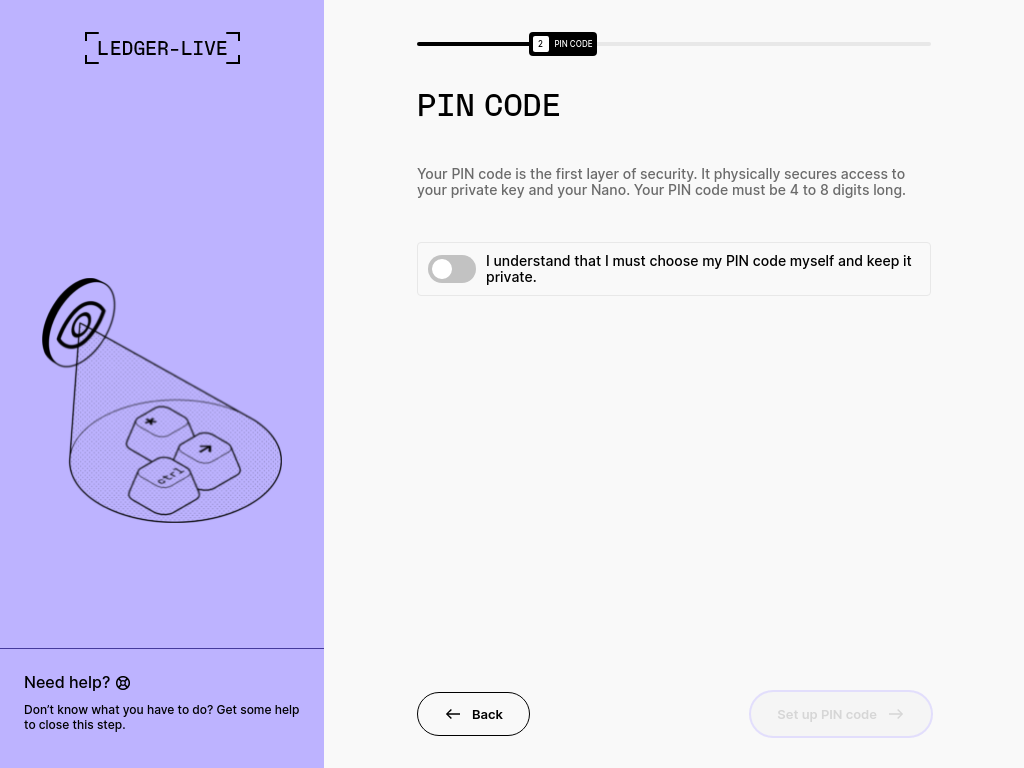 LEDGER-LIVE
2 PIN CODE
PIN CODE
Your PIN code is the first layer of security. It physically secures access to
your private key and your Nano. Your PIN code must be 4 to 8 digits long.
I understand that I must choose my PIN code myself and keep it
private.
*
ctrl
Need help?
Don't know what you have to do? Get some help
to close this step.
Back
Set up PIN code